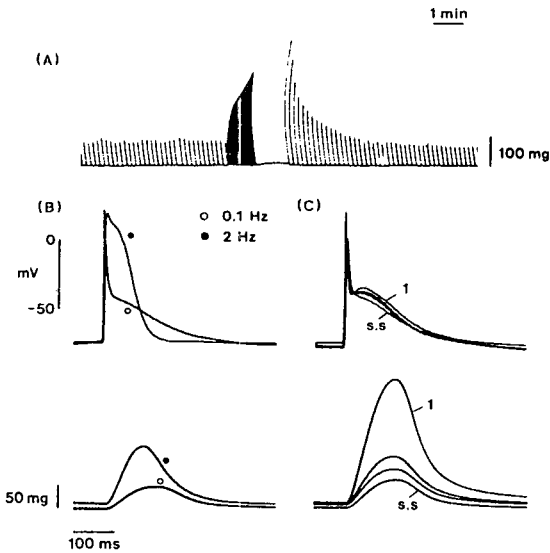 1 min
(A)
100 mg
(B)
○ 0.1 Hz
● 2 Hz
(C)
0
mV
-50
1
s.s
1
50 mg
s.s
100 ms